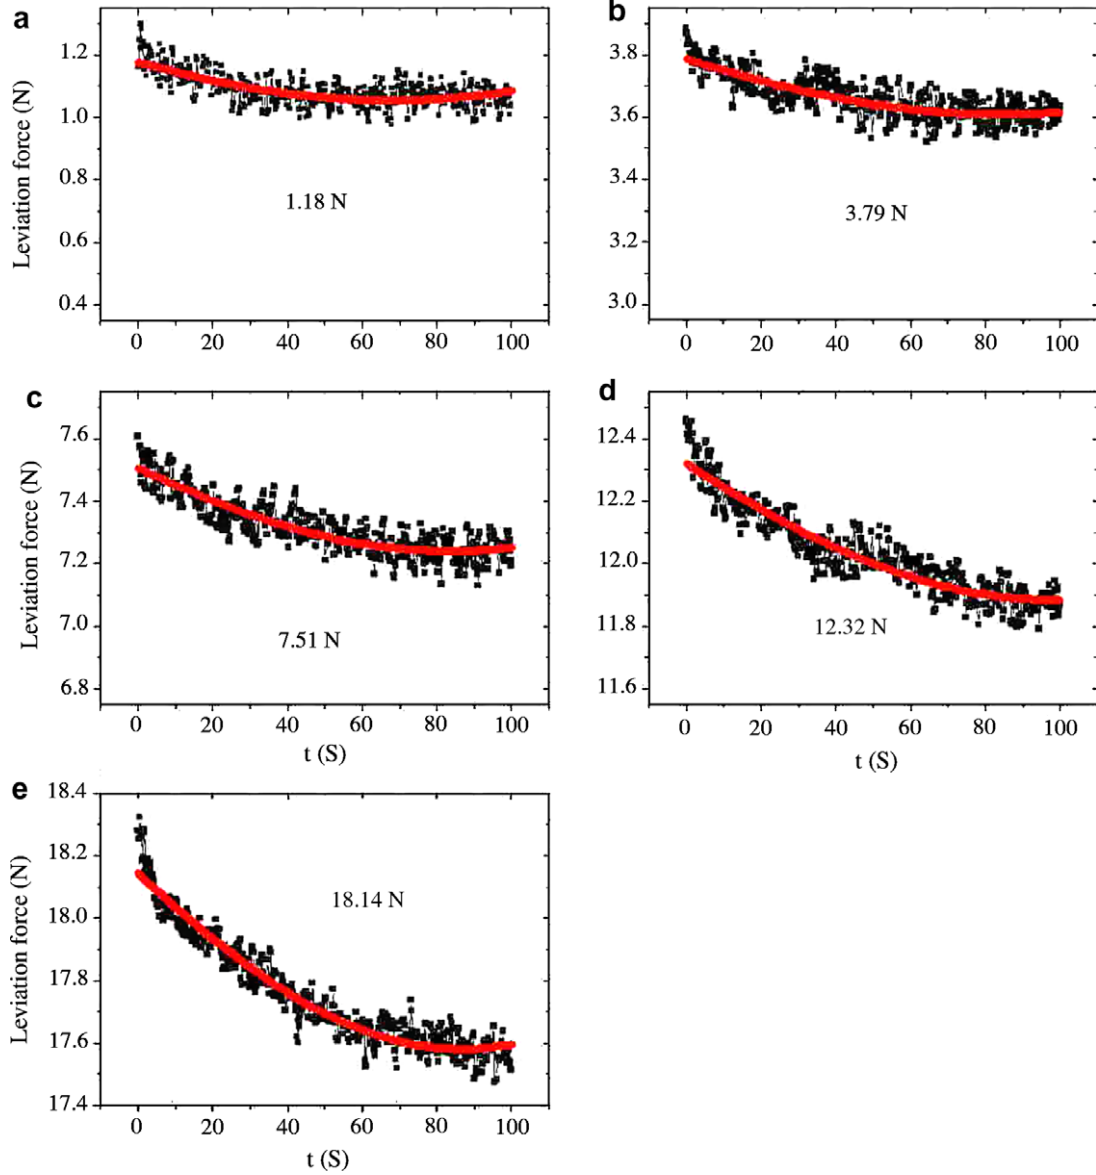 a
Leviation force (N)
1.2
1.0
0.8
0.6
0.4
1.18 N
0 20 40 60 80 100
b
3.8
3.6
3.4
3.2
3.0
3.79 N
0 20 40 60 80 100
c
Leviation force (N)
7.6
7.4
7.2
7.0
6.8
7.51 N
0 20 40 60 80 100
t (S)
d
12.4
12.2
12.0
11.8
11.6
12.32 N
0 20 40 60 80 100
t (S)
e
Leviation force (N)
18.4
18.2
18.0
17.8
17.6
17.4
18.14 N
0 20 40 60 80 100
t (S)